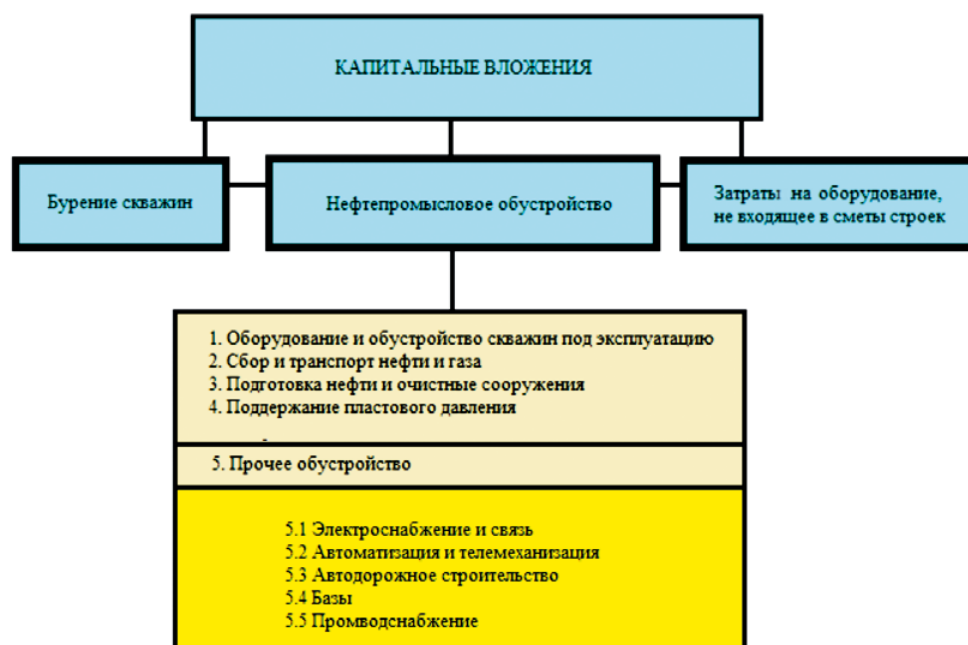 КАПИТАЛЬНЫЕ ВЛОЖЕНИЯ
Бурение скважин
Нефтепромысловое обустройство
Затраты на оборудование,
не входящее в сметы строек
1. Оборудование и обустройство скважин под эксплуатацию
2. Сбор и транспорт нефти и газа
3. Подготовка нефти и очистные сооружения
4. Поддержание пластового давления
5. Прочее обустройство
5.1 Электроснабжение и связь
5.2 Автоматизация и телемеханизация
5.3 Автодорожное строительство
5.4 Базы
5.5 Промводснабжение